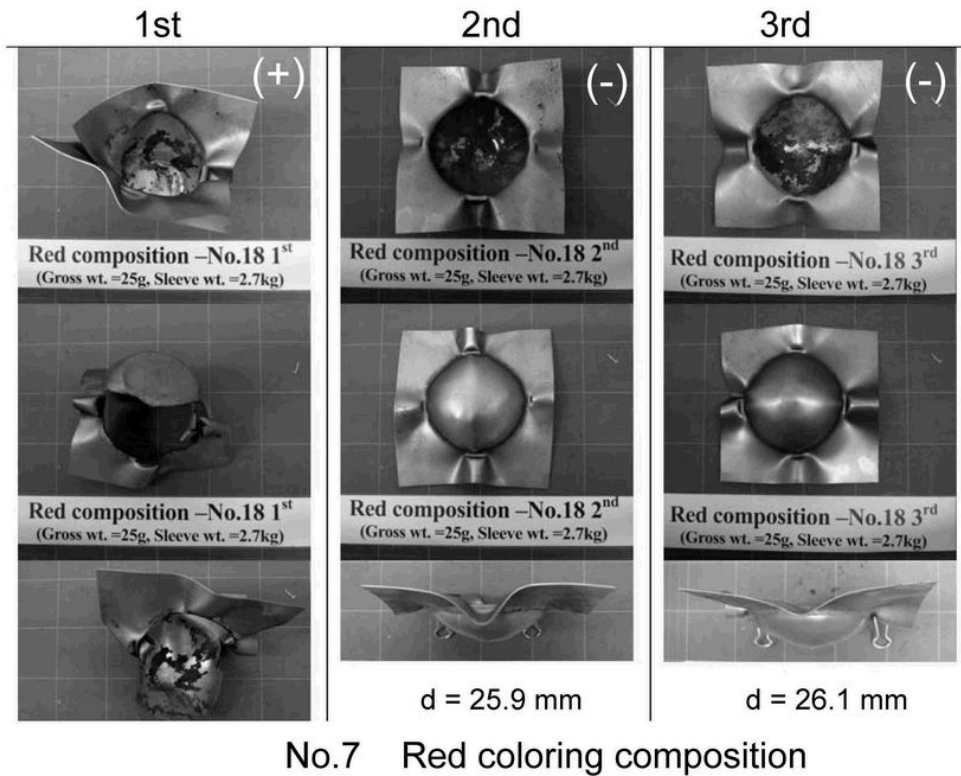 1st 2nd 3rd
(+) (-) (-)
Red composition –No.18 1st
(Gross wt. =25g, Sleeve wt. =2.7kg)
Red composition –No.18 2nd
(Gross wt. =25g, Sleeve wt. =2.7kg)
Red composition –No.18 3rd
(Gross wt. =25g, Sleeve wt. =2.7kg)
Red composition –No.18 1st
(Gross wt. =25g, Sleeve wt. =2.7kg)
Red composition –No.18 2nd
(Gross wt. =25g, Sleeve wt. =2.7kg)
Red composition –No.18 3rd
(Gross wt. =25g, Sleeve wt. =2.7kg)
d = 25.9 mm
d = 26.1 mm
No.7 Red coloring composition